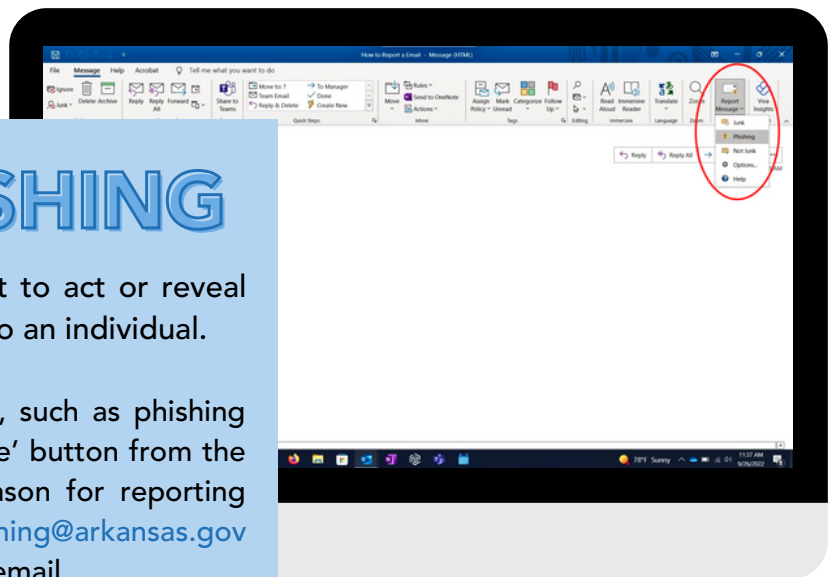 How to Report a Email - Message (HTML)
File Message Help Acrobat Tell me what you want to do
Ignore
Junk
Delete Archive
Reply Reply All Forward
Share to Teams
Move to: ?
Team Email
Reply & Delete
To Manager
Done
Create New
Quick Steps
Move
Rules
Send to OneNote
Actions
Move
Assign Policy Mark Unread Categorize Follow Up
Tags
Editing
Read Aloud Immersive Reader
Immersive
Translate
Language
Zoom
Zoom
Report Message
Viva Insights
Junk
Phishing
Not Junk
Options...
Help
Reply Reply All
AM
SHING
t to act or reveal
o an individual.
, such as phishing
e’ button from the
ason for reporting
hing@arkansas.gov
email
78°F Sunny
11:37 AM
9/26/2022